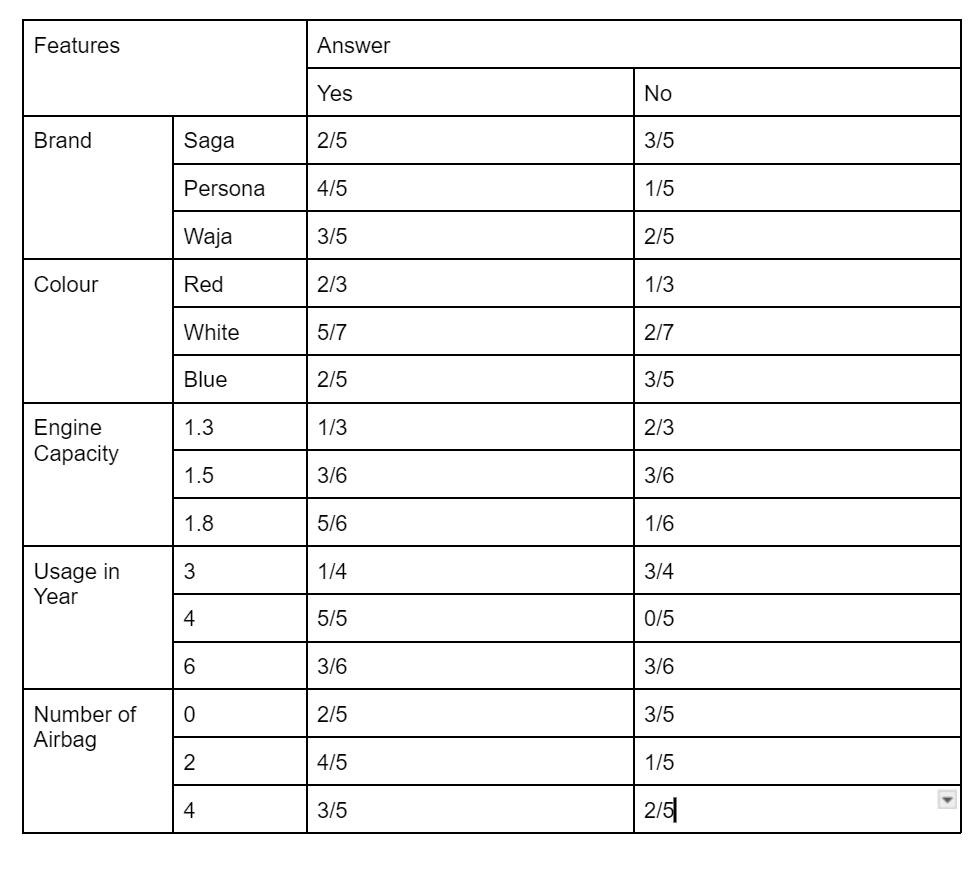 Features Answer
Yes No
Brand Saga 2/5 3/5
Persona 4/5 1/5
Waja 3/5 2/5
Colour Red 2/3 1/3
White 5/7 2/7
Blue 2/5 3/5
Engine Capacity 1.3 1/3 2/3
1.5 3/6 3/6
1.8 5/6 1/6
Usage in Year 3 1/4 3/4
4 5/5 0/5
6 3/6 3/6
Number of Airbag 0 2/5 3/5
2 4/5 1/5
4 3/5 2/5